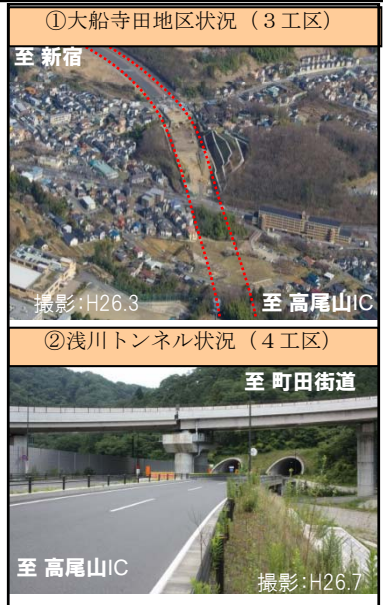 ①大船寺田地区状況（３工区）
至 新宿
撮影：H26.3
至 高尾山IC
②浅川トンネル状況（４工区）
至 町田街道
至 高尾山IC
撮影：H26.7